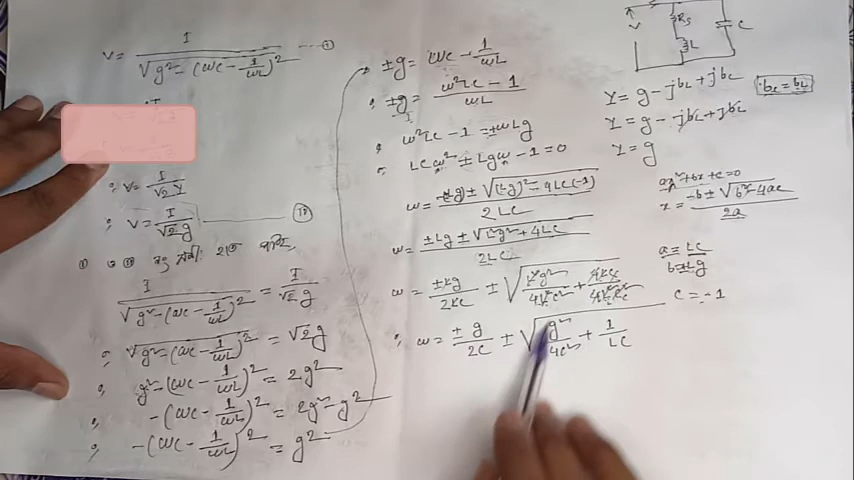 V = I / √(g² - (ωc - 1/ωL)²) ---- ①
∴ V = I / (√2 Y)
∴ V = I / (√2 g) ---- ⑪
I / √(g² - (ωc - 1/ωL)²) = I / (√2 g)
∴ √(g² - (ωc - 1/ωL)²) = √2 g
∴ g² - (ωc - 1/ωL)² = 2g²
∴ - (ωc - 1/ωL)² = 2g² - g²
∴ - (ωc - 1/ωL)² = g²
±g = ωc - 1/ωL
∴ ±g = (ω²LC - 1) / ωL
∴ ω²LC - 1 = ±ωLg
∴ LCω² ± Lgω - 1 = 0
ω = (±Lg ± √((Lg)² - 4LC(-1))) / 2LC
ω = (±Lg ± √(L²g² + 4LC)) / 2LC
ω = ±Lg / 2LC ± √(L²g² / 4L²C² + 4LC / 4L²C²)
∴ ω = ± g / 2C ± √(g² / 4C² + 1 / LC)
V
Rs
L
C
Y = g - jbL + jbc
bc = bL
Y = g - jbL + jbc
Y = g
ax² + bx + c = 0
x = (-b ± √(b² - 4ac)) / 2a
a = LC
b = ±Lg
c = -1